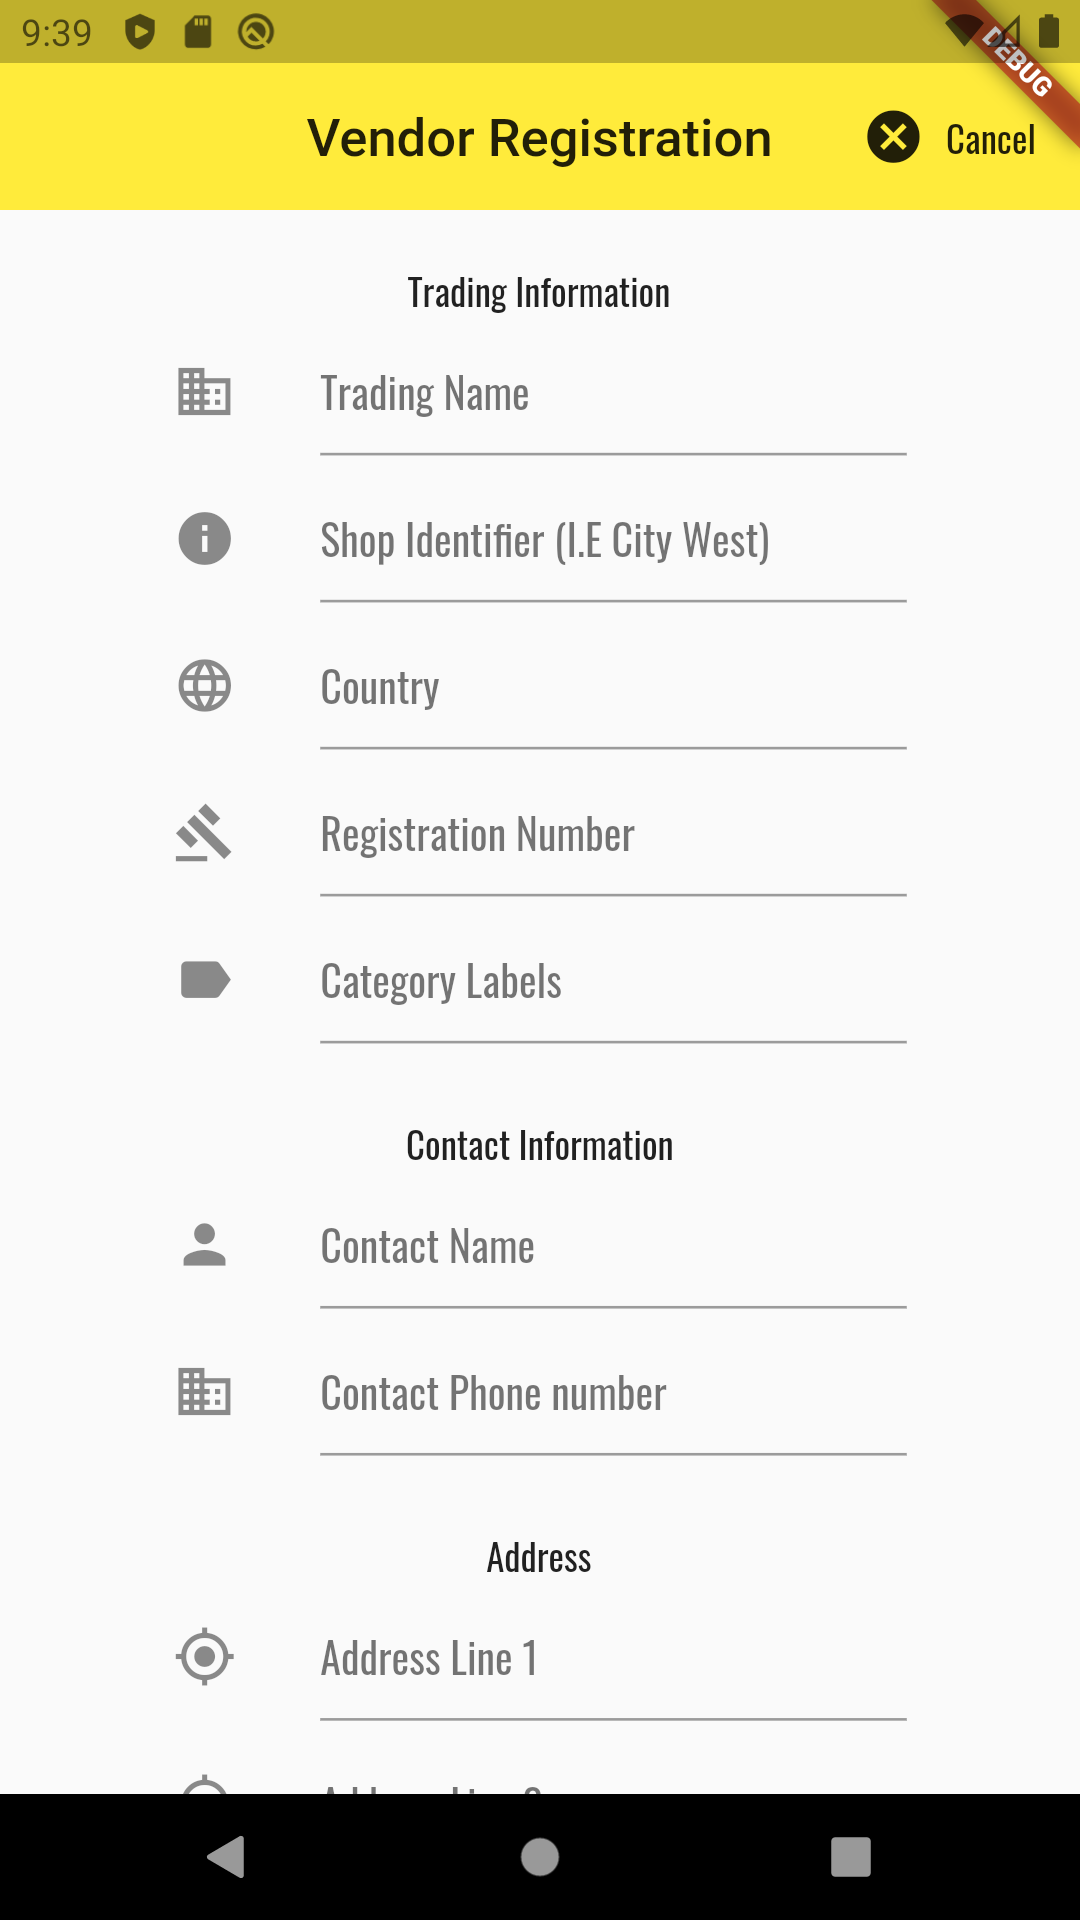 9:39
DEBUG
Vendor Registration
Cancel
Trading Information
Trading Name
Shop Identifier (I.E City West)
Country
Registration Number
Category Labels
Contact Information
Contact Name
Contact Phone number
Address
Address Line 1